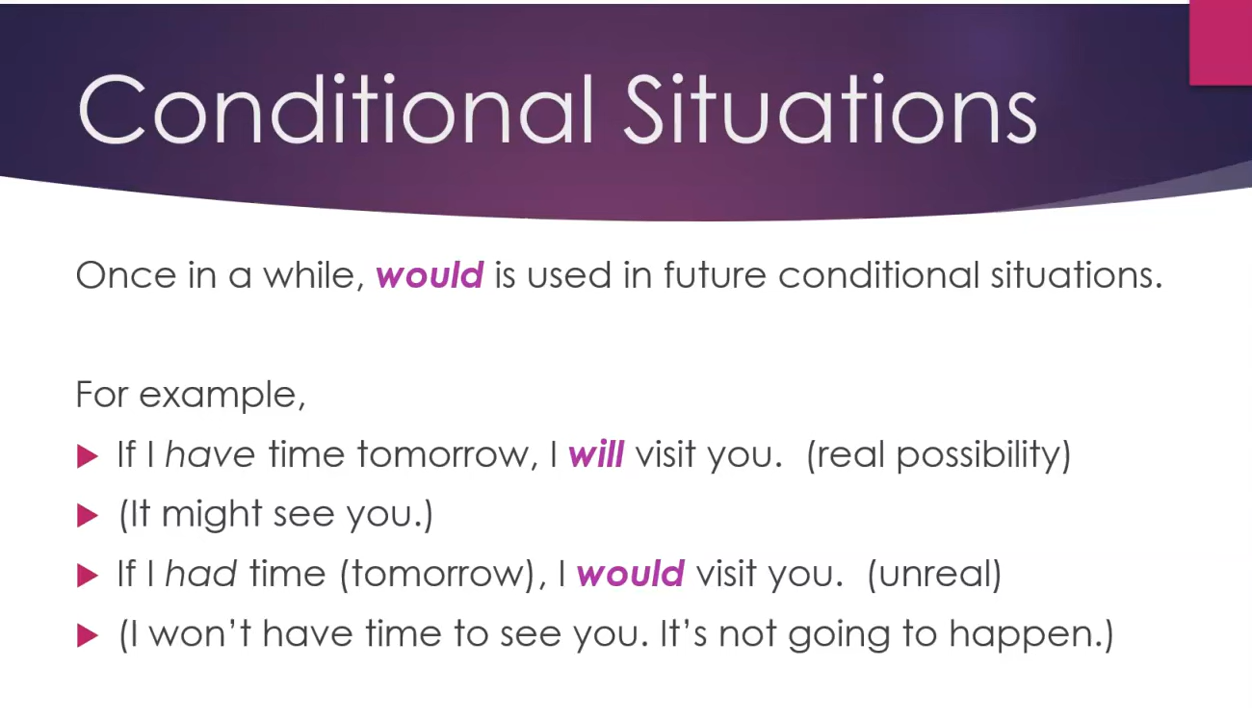 Conditional Situations
Once in a while, would is used in future conditional situations.
For example,
If I have time tomorrow, I will visit you. (real possibility)
(It might see you.)
If I had time (tomorrow), I would visit you. (unreal)
(I won’t have time to see you. It’s not going to happen.)